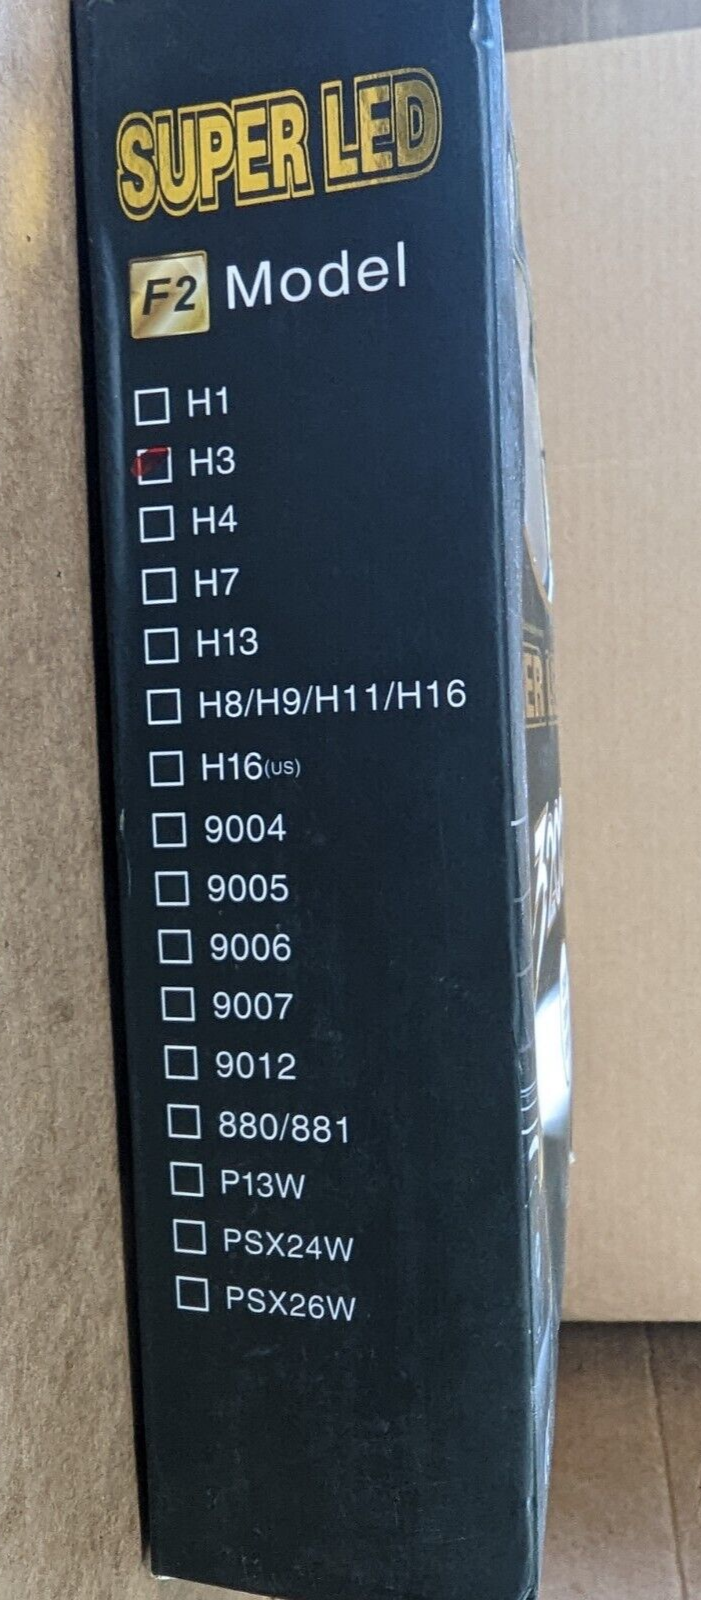 SUPER LED
F2 Model
H1
H3
H4
H7
H13
H8/H9/H11/H16
H16(US)
9004
9005
9006
9007
9012
880/881
P13W
PSX24W
PSX26W